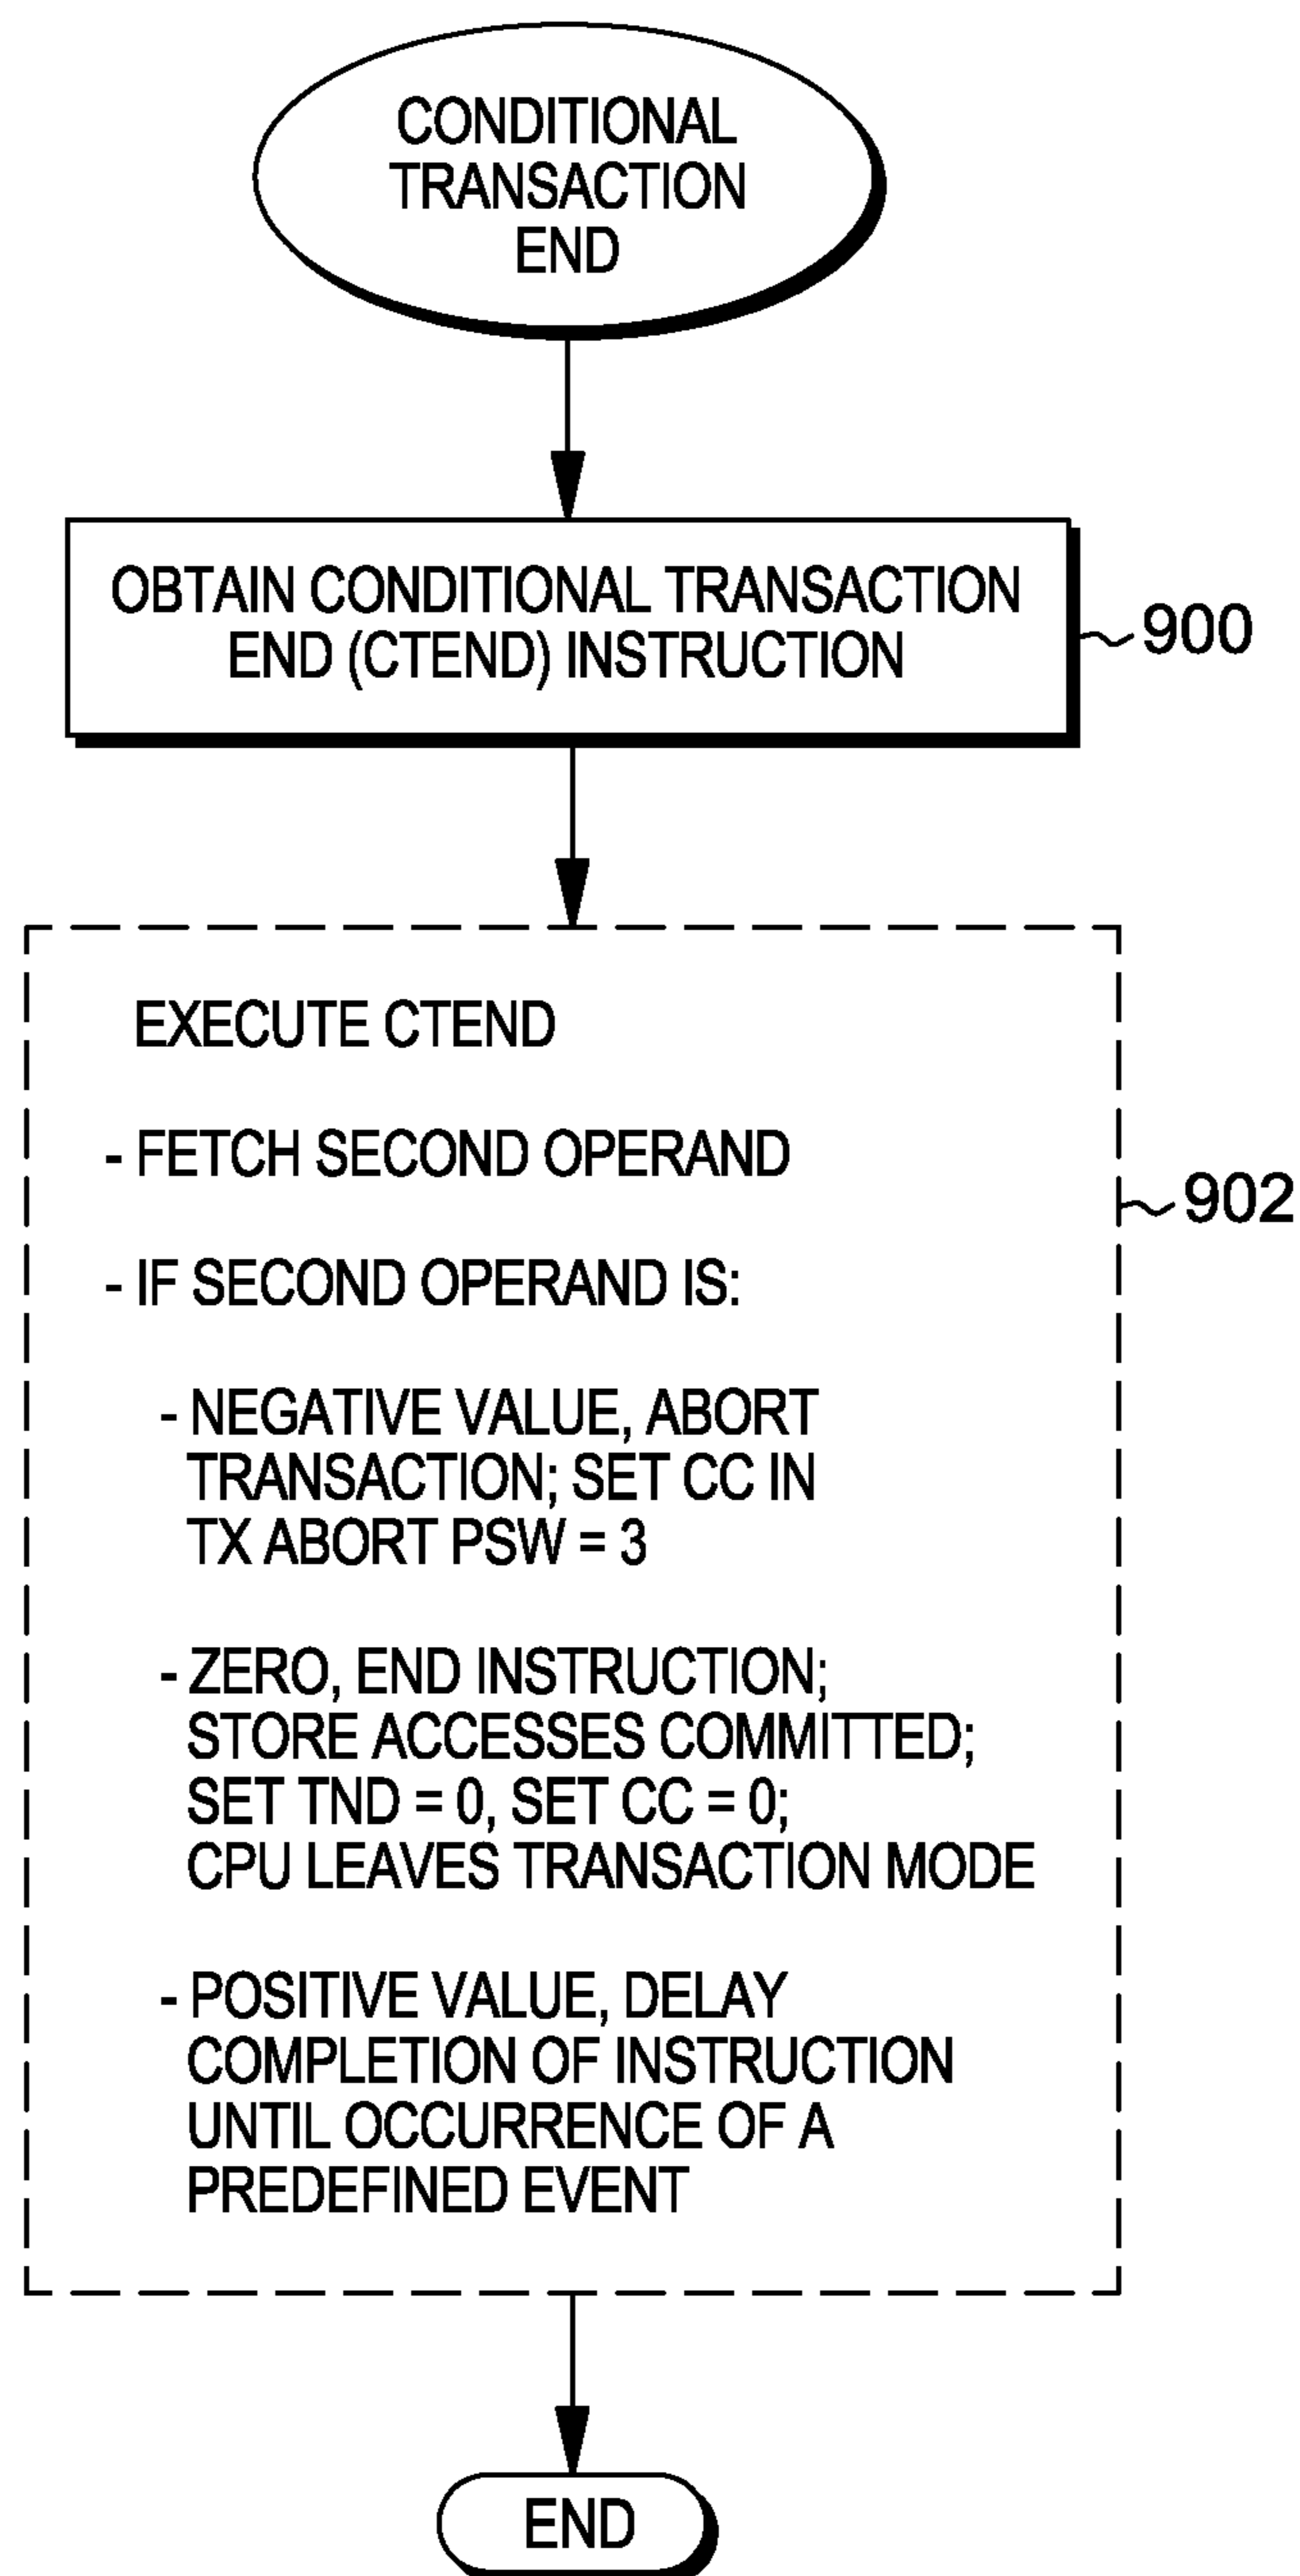 CONDITIONAL
TRANSACTION
END
OBTAIN CONDITIONAL TRANSACTION
END (CTEND) INSTRUCTION
900
EXECUTE CTEND
- FETCH SECOND OPERAND
902
- IF SECOND OPERAND IS:
- NEGATIVE VALUE, ABORT
TRANSACTION; SET CC IN
TX ABORT PSW = 3
- ZERO, END INSTRUCTION;
STORE ACCESSES COMMITTED;
SET TND = 0, SET CC = 0;
CPU LEAVES TRANSACTION MODE
- POSITIVE VALUE, DELAY
COMPLETION OF INSTRUCTION
UNTIL OCCURRENCE OF A
PREDEFINED EVENT
END